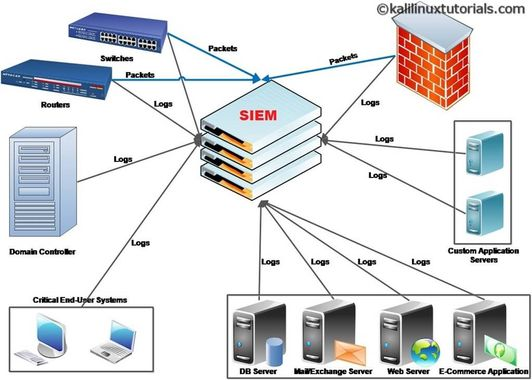 ©kalilinuxtutorials.com
Switches
Packets
Packets
Packets
Routers
Logs
Logs
Logs
SIEM
Logs
Logs
Logs
Domain Controller
Custom Application
Servers
Logs
Logs
Logs
Logs
Logs
Critical End-User Systems
DB Server
Mail/Exchange Server
Web Server
E-Commerce Application